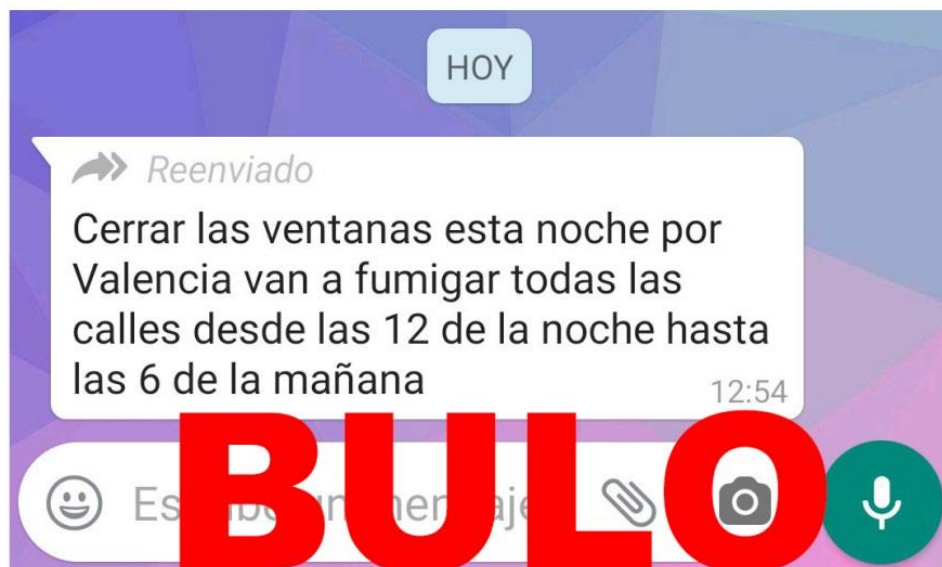 HOY
Reenviado
Cerrar las ventanas esta noche por
Valencia van a fumigar todas las
calles desde las 12 de la noche hasta
las 6 de la mañana
12:54
BULO